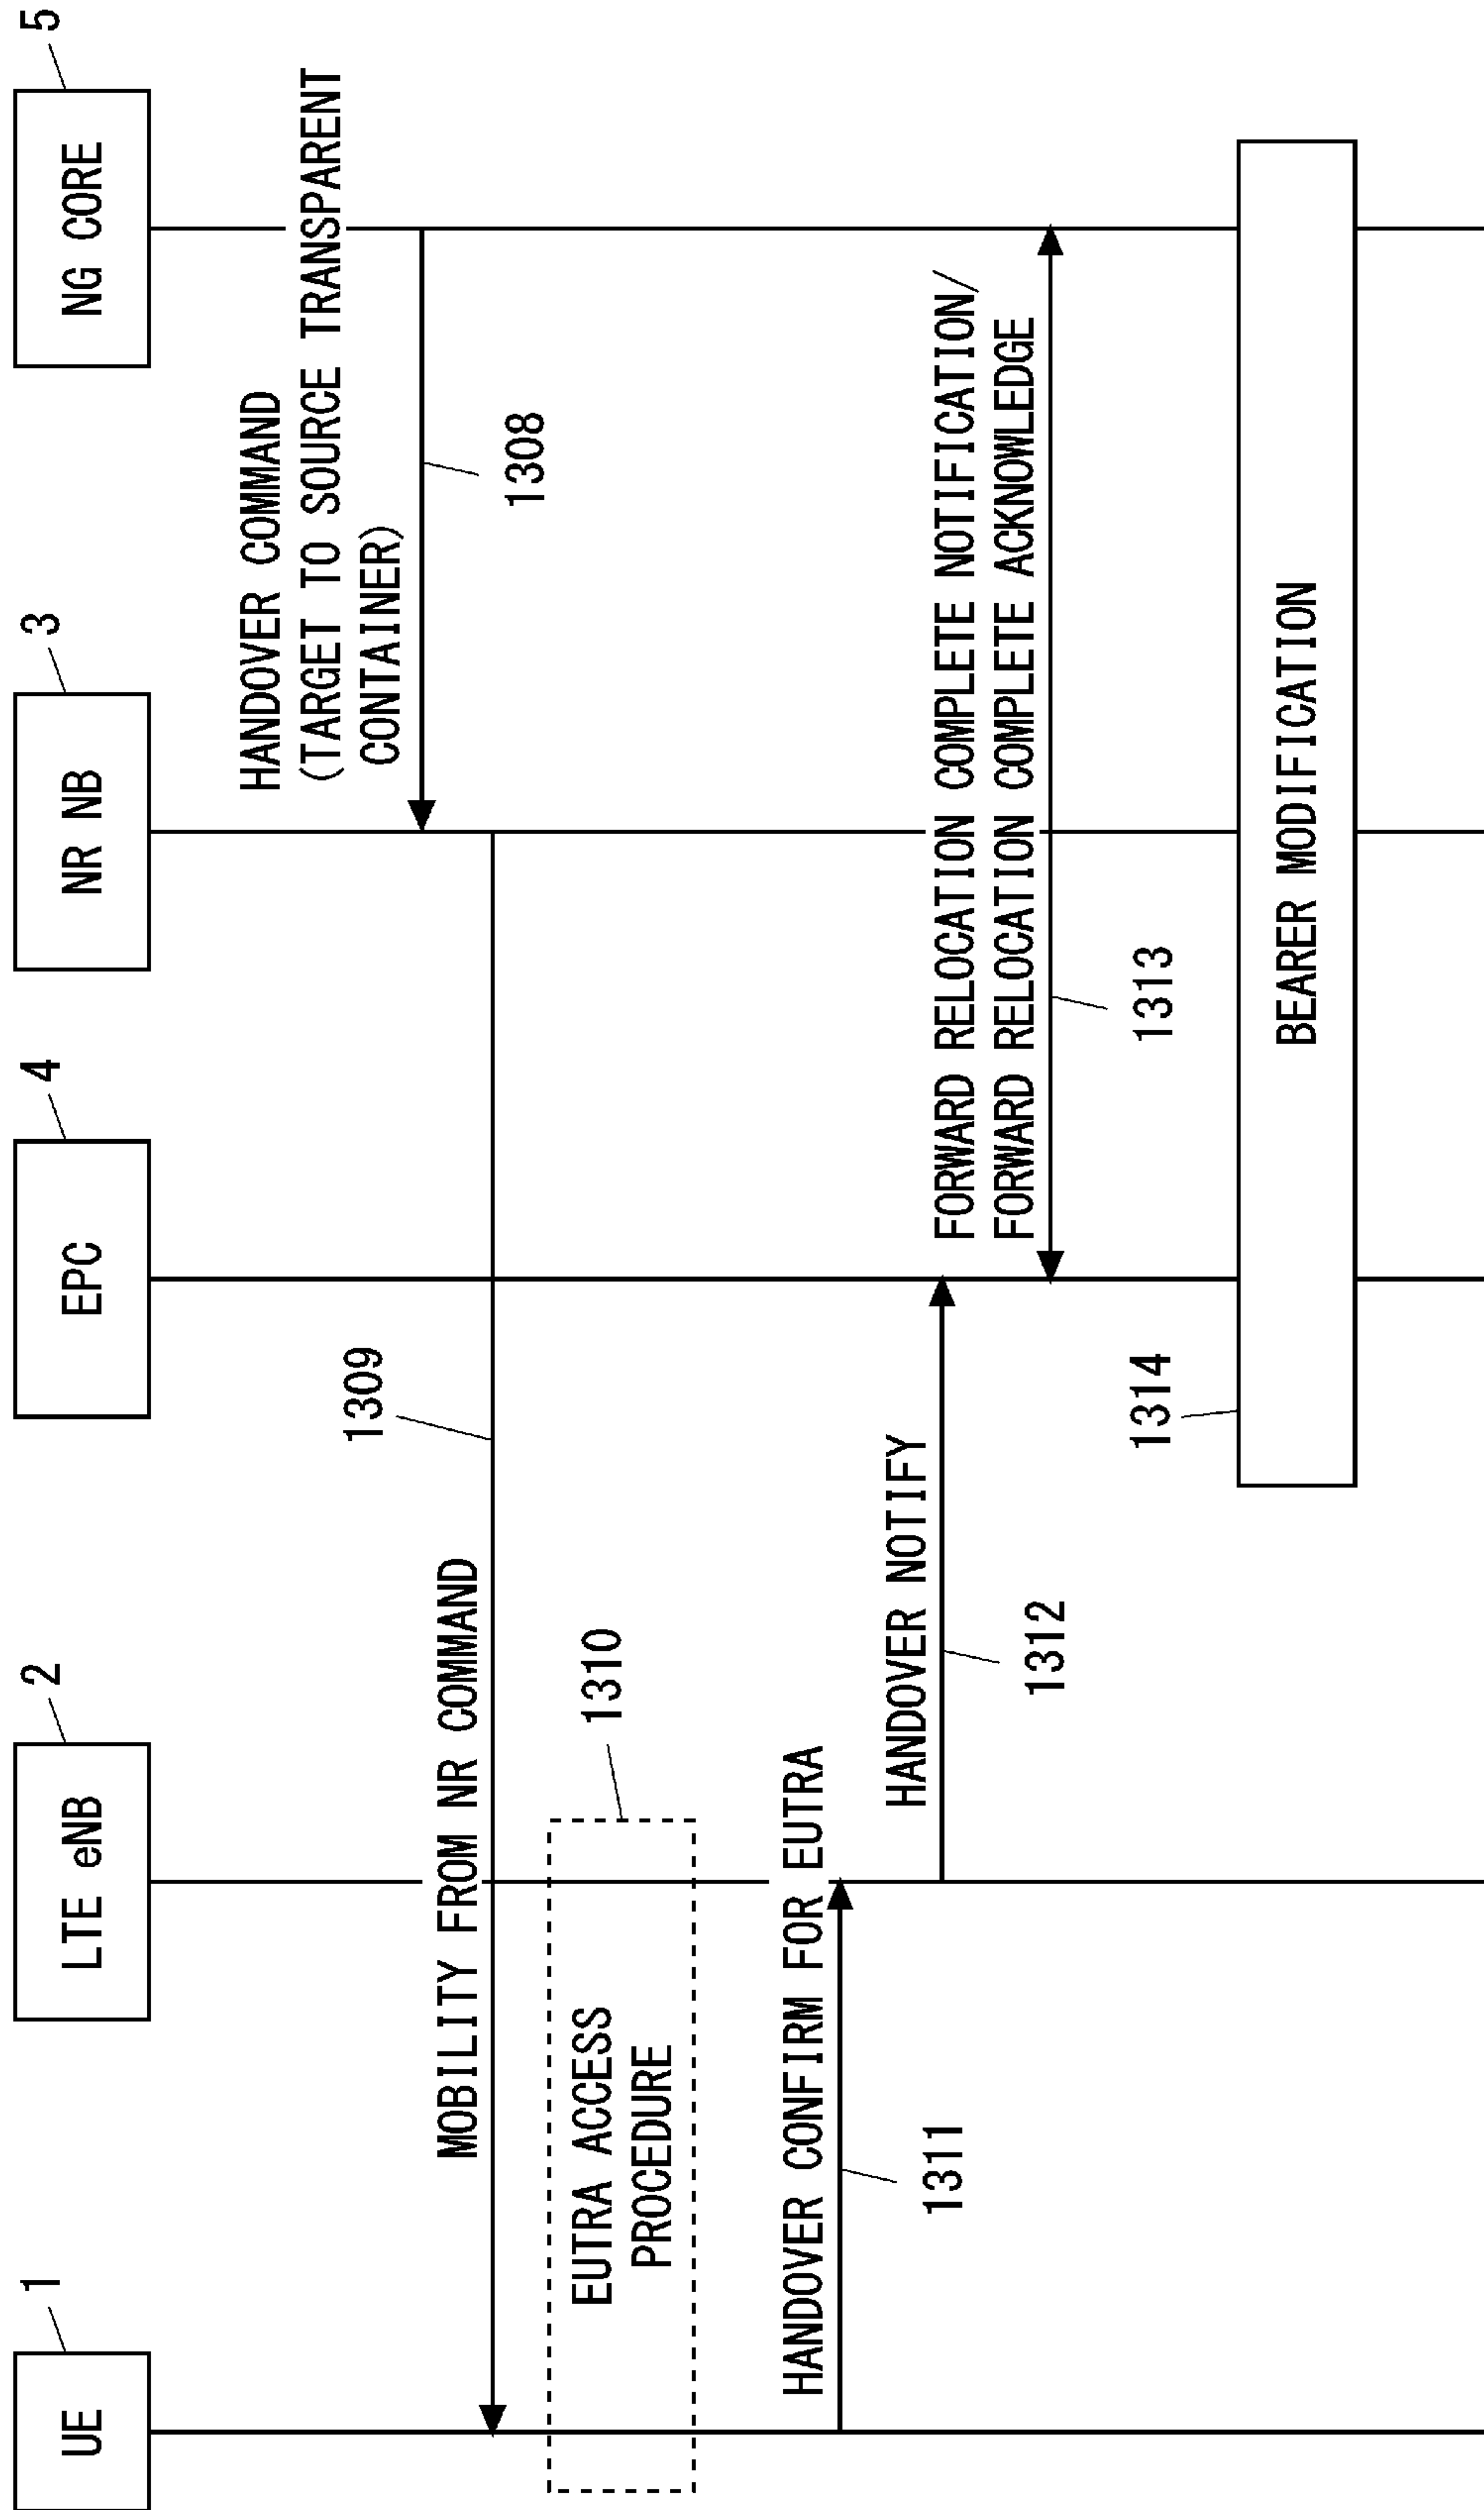 UE
1
LTE eNB
2
EPC
4
NR NB
3
NG CORE
5
HANDOVER COMMAND
(TARGET TO SOURCE TRANSPARENT
CONTAINER)
1308
MOBILITY FROM NR COMMAND
1309
EUTRA ACCESS
PROCEDURE
1310
HANDOVER CONFIRM FOR EUTRA
1311
HANDOVER NOTIFY
1312
FORWARD RELOCATION COMPLETE NOTIFICATION/
FORWARD RELOCATION COMPLETE ACKNOWLEDGE
1313
BEARER MODIFICATION
1314